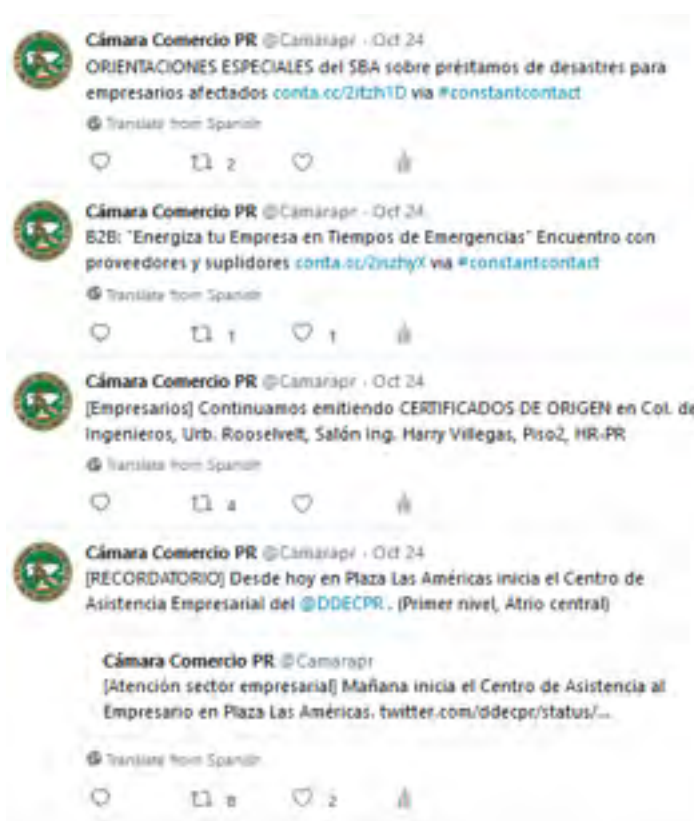 Cámara Comercio PR @Camarapr · Oct 24
ORIENTACIONES ESPECIALES del SBA sobre préstamos de desastres para
empresarios afectados conta.cc/2itzh1D via #constantcontact
Translate from Spanish
2
Cámara Comercio PR @Camarapr · Oct 24
B2B: "Energiza tu Empresa en Tiempos de Emergencias" Encuentro con
proveedores y suplidores via #constantcontact
Translate from Spanish
1 1
Cámara Comercio PR @Camarapr · Oct 24
[Empresarios] Continuamos emitiendo CERTIFICADOS DE ORIGEN en Col. de
Ingenieros, Urb. Rooselvelt, Salón Ing. Harry Villegas, Piso2, HR-PR
Translate from Spanish
4
Cámara Comercio PR @Camarapr · Oct 24
[RECORDATORIO] Desde hoy en Plaza Las Américas inicia el Centro de
Asistencia Empresarial del @DDECPR . (Primer nivel, Atrio central)
Cámara Comercio PR @Camarapr
[Atención sector empresarial] Mañana inicia el Centro de Asistencia al
Empresario en Plaza Las Américas. twitter.com/ddecpr/status/...
Translate from Spanish
8 2